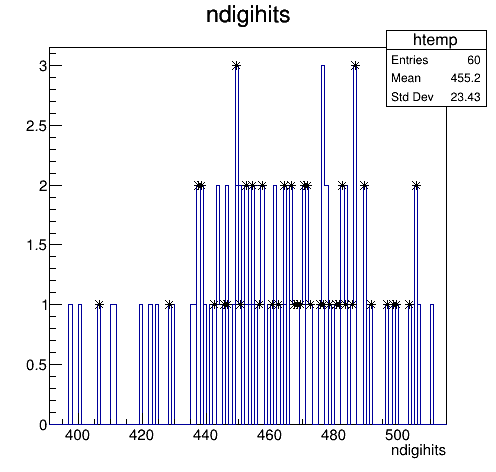 ndigihits
htemp
Entries 60
Mean 455.2
Std Dev 23.43
3
2.5
2
1.5
1
0.5
0
400 420 440 460 480 500
ndigihits